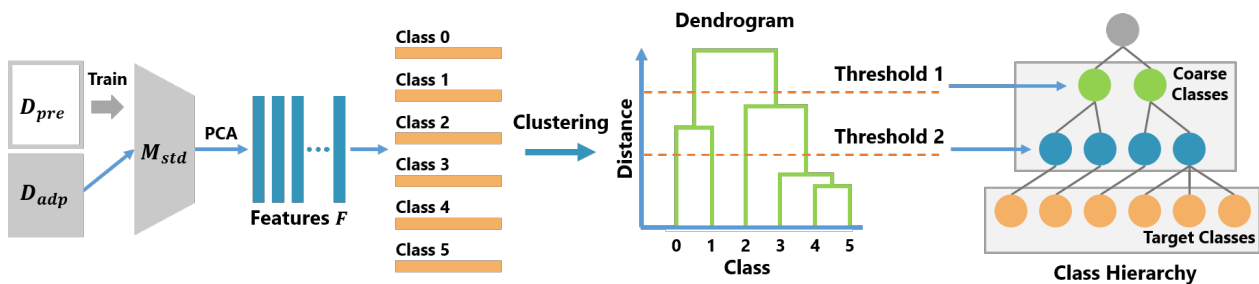 D_pre
Train
D_adp
M_std
PCA
Features F
Class 0
Class 1
Class 2
Class 3
Class 4
Class 5
Clustering
Dendrogram
Distance
0 1 2 3 4 5
Class
Threshold 1
Threshold 2
Coarse
Classes
Target Classes
Class Hierarchy